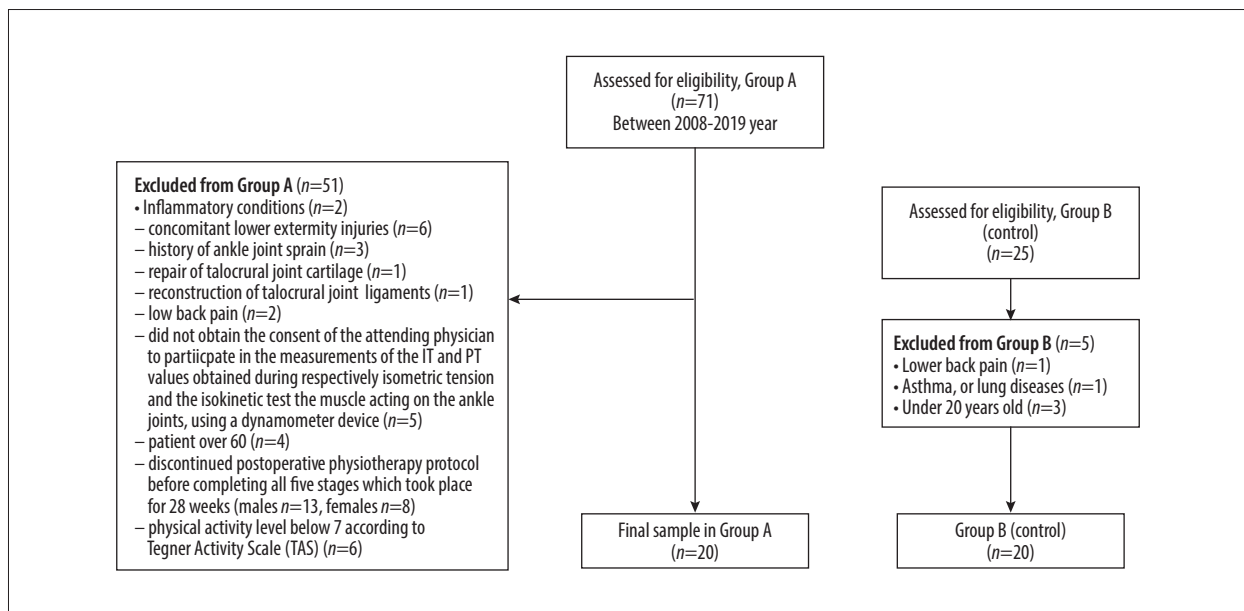 Assessed for eligibility, Group A
(n=71)
Between 2008-2019 year
Excluded from Group A (n=51)
• Inflammatory conditions (n=2)
– concomitant lower extermity injuries (n=6)
– history of ankle joint sprain (n=3)
– repair of talocrural joint cartilage (n=1)
– reconstruction of talocrural joint ligaments (n=1)
– low back pain (n=2)
– did not obtain the consent of the attending physician
to partiicpate in the measurements of the IT and PT
values obtained during respectively isometric tension
and the isokinetic test the muscle acting on the ankle
joints, using a dynamometer device (n=5)
– patient over 60 (n=4)
– discontinued postoperative physiotherapy protocol
before completing all five stages which took place
for 28 weeks (males n=13, females n=8)
– physical activity level below 7 according to
Tegner Activity Scale (TAS) (n=6)
Final sample in Group A
(n=20)
Assessed for eligibility, Group B
(control)
(n=25)
Excluded from Group B (n=5)
• Lower back pain (n=1)
• Asthma, or lung diseases (n=1)
• Under 20 years old (n=3)
Group B (control)
(n=20)